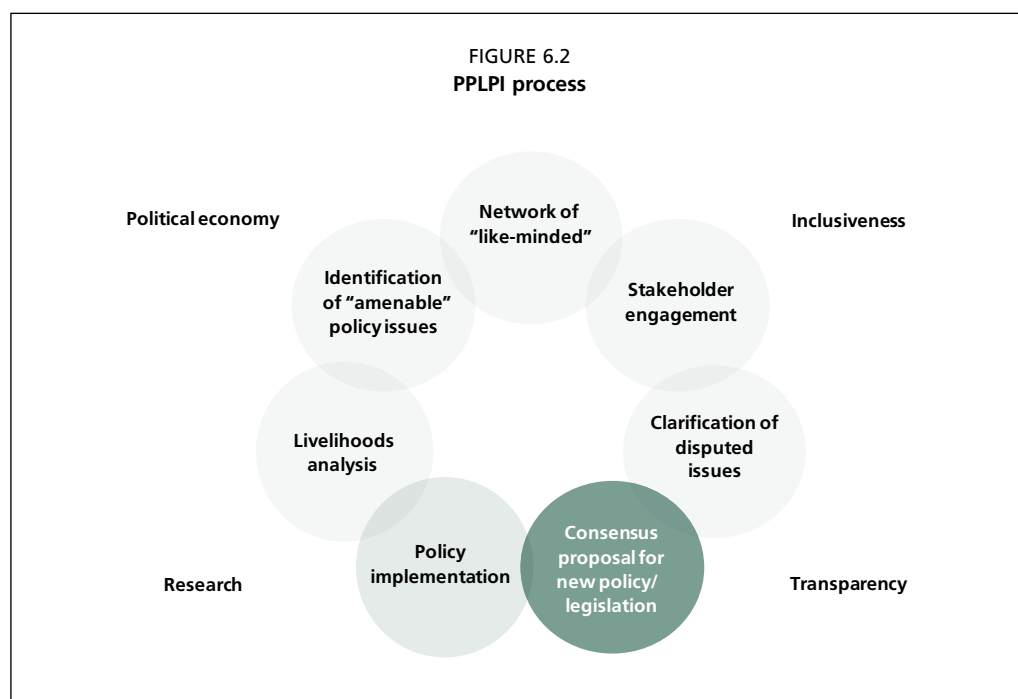 FIGURE 6.2
PPLPI process
Political economy
Network of
“like-minded”
Inclusiveness
Identification
of “amenable”
policy issues
Stakeholder
engagement
Livelihoods
analysis
Clarification of
disputed
issues
Policy
implementation
Consensus
proposal for
new policy/
legislation
Research
Transparency